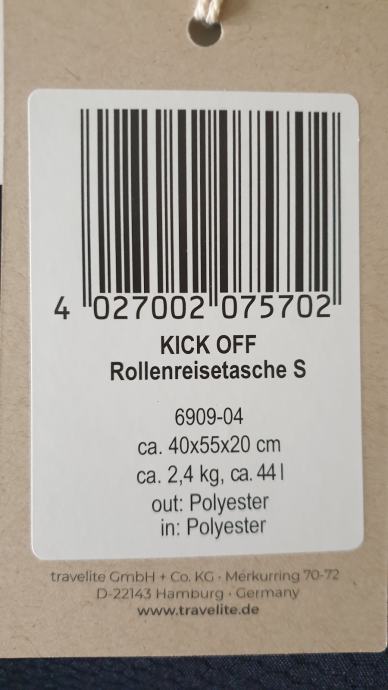 4 027002 075702
KICK OFF
Rollenreisetasche S
6909-04
ca. 40x55x20 cm
ca. 2,4 kg, ca. 44 l
out: Polyester
in: Polyester
travelite GmbH + Co. KG · Merkurring 70-72
D-22143 Hamburg · Germany
www.travelite.de